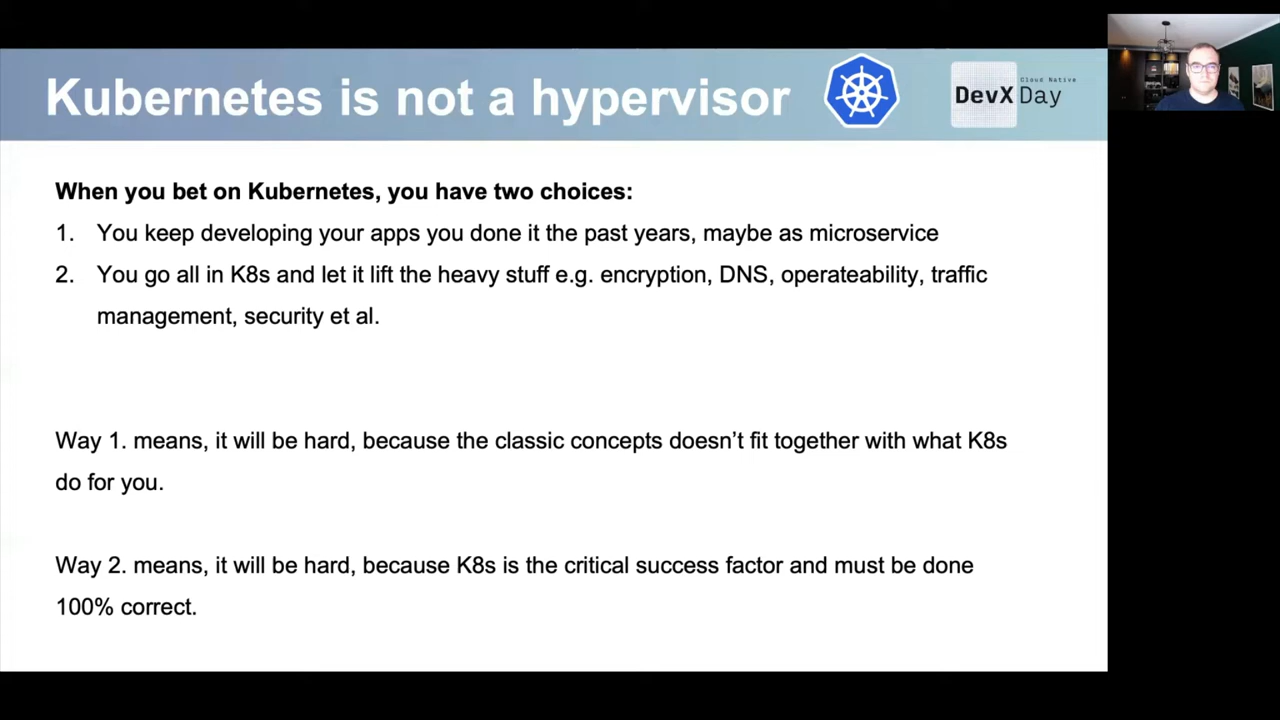 Kubernetes is not a hypervisor
Cloud Native
DevX Day
When you bet on Kubernetes, you have two choices:
1. You keep developing your apps you done it the past years, maybe as microservice
2. You go all in K8s and let it lift the heavy stuff e.g. encryption, DNS, operateability, traffic
management, security et al.
Way 1. means, it will be hard, because the classic concepts doesn’t fit together with what K8s
do for you.
Way 2. means, it will be hard, because K8s is the critical success factor and must be done
100% correct.